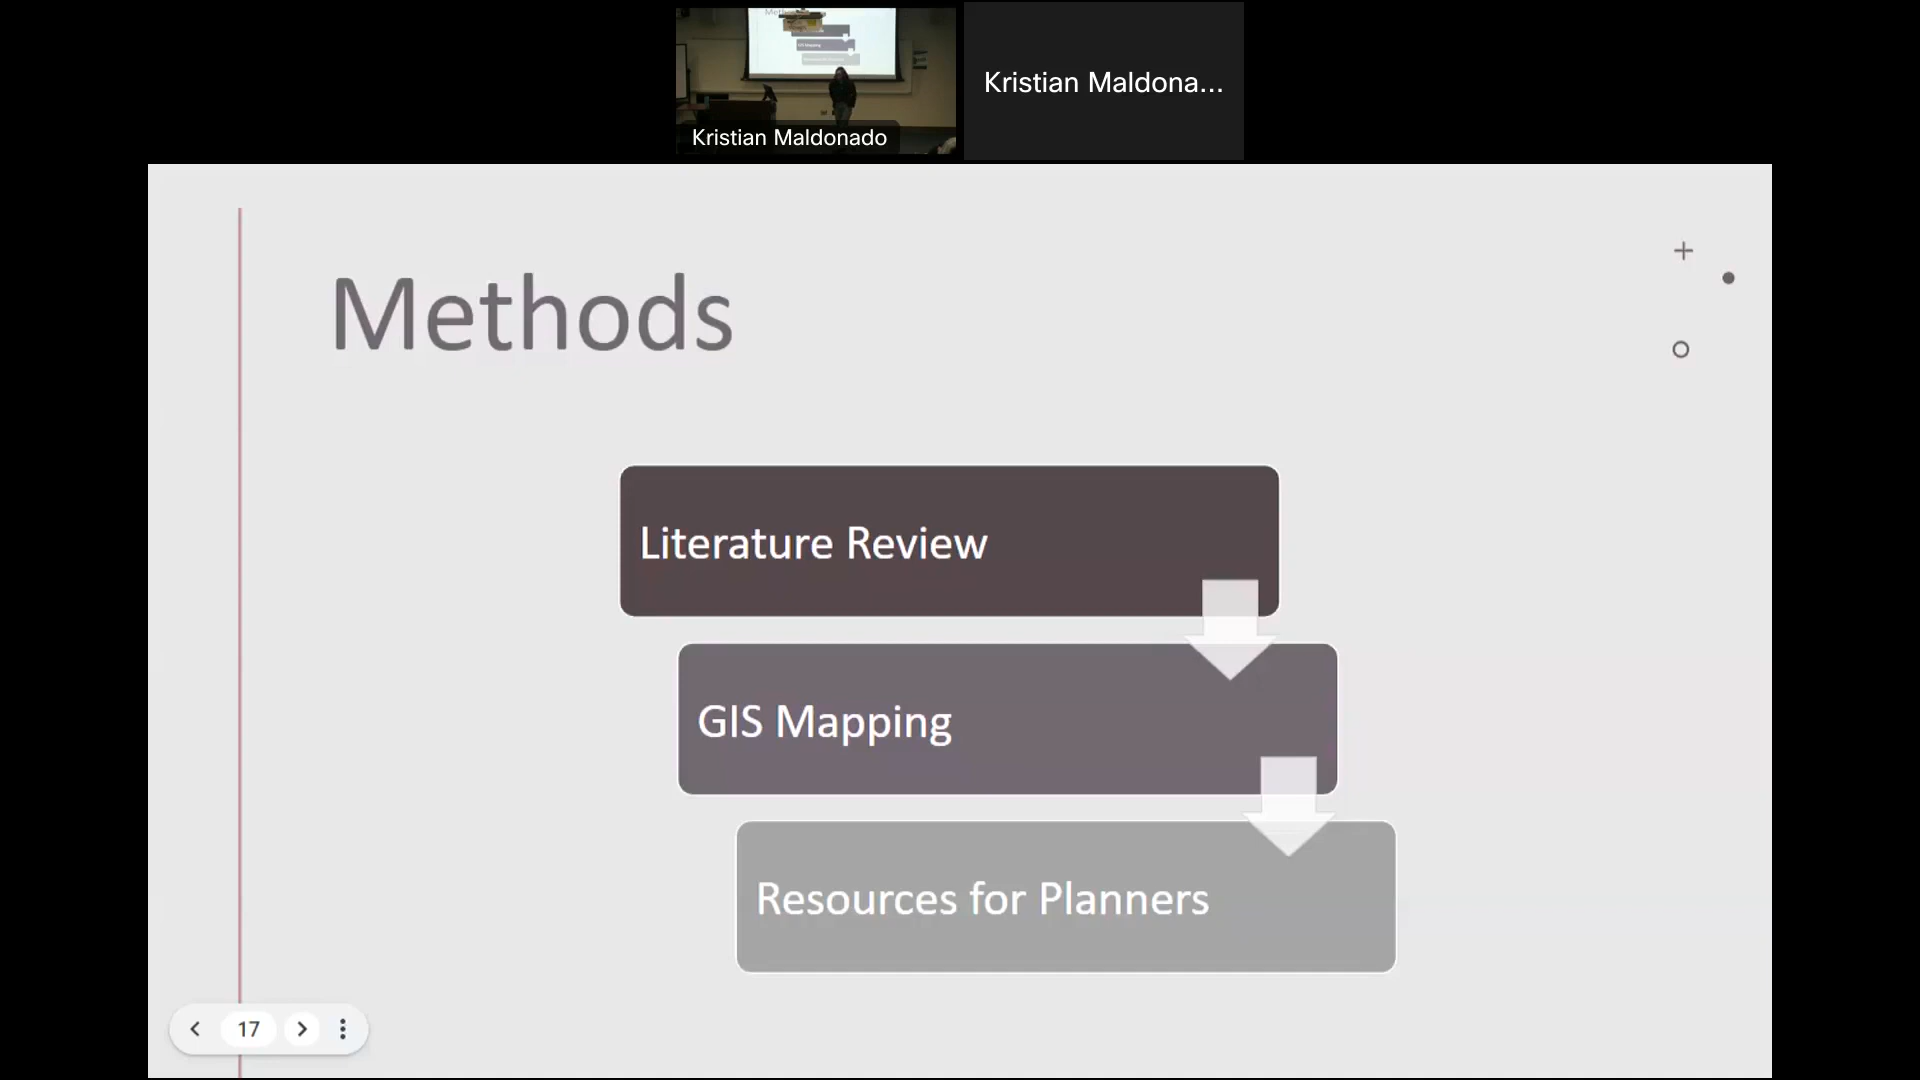 Kristian Maldonado
Kristian Maldona...
Methods
Literature Review
GIS Mapping
Resources for Planners
17